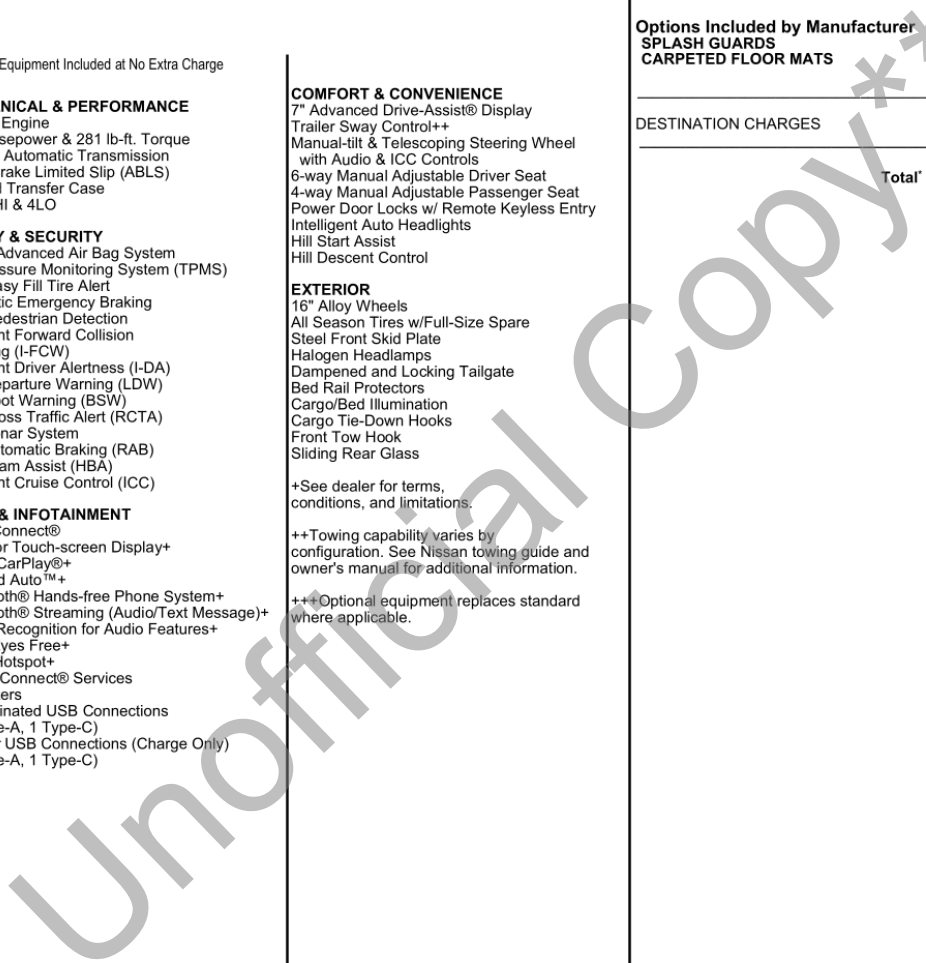 Equipment Included at No Extra Charge
NICAL & PERFORMANCE
Engine
sepower & 281 lb-ft. Torque
Automatic Transmission
rake Limited Slip (ABLS)
Transfer Case
HI & 4LO
Y & SECURITY
Advanced Air Bag System
ssure Monitoring System (TPMS)
asy Fill Tire Alert
tic Emergency Braking
edestrian Detection
nt Forward Collision
g (I-FCW)
nt Driver Alertness (I-DA)
eparture Warning (LDW)
ot Warning (BSW)
oss Traffic Alert (RCTA)
nar System
tomatic Braking (RAB)
am Assist (HBA)
nt Cruise Control (ICC)
& INFOTAINMENT
Connect®
or Touch-screen Display+
CarPlay®+
d Auto™+
oth® Hands-free Phone System+
oth® Streaming (Audio/Text Message)+
Recognition for Audio Features+
yes Free+
Hotspot+
Connect® Services
ers
inated USB Connections
e-A, 1 Type-C)
r USB Connections (Charge Only)
e-A, 1 Type-C)
COMFORT & CONVENIENCE
7" Advanced Drive-Assist® Display
Trailer Sway Control++
Manual-tilt & Telescoping Steering Wheel
with Audio & ICC Controls
6-way Manual Adjustable Driver Seat
4-way Manual Adjustable Passenger Seat
Power Door Locks w/ Remote Keyless Entry
Intelligent Auto Headlights
Hill Start Assist
Hill Descent Control
EXTERIOR
16" Alloy Wheels
All Season Tires w/Full-Size Spare
Steel Front Skid Plate
Halogen Headlamps
Dampened and Locking Tailgate
Bed Rail Protectors
Cargo/Bed Illumination
Cargo Tie-Down Hooks
Front Tow Hook
Sliding Rear Glass
+See dealer for terms,
conditions, and limitations.
++Towing capability varies by
configuration. See Nissan towing guide and
owner's manual for additional information.
+++Optional equipment replaces standard
where applicable.
Options Included by Manufacturer
SPLASH GUARDS
CARPETED FLOOR MATS
DESTINATION CHARGES
Total*
Unofficial Copy**